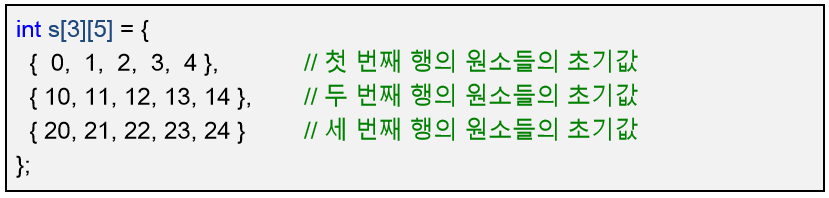 int s[3][5] = {
{ 0, 1, 2, 3, 4 }, // 첫 번째 행의 원소들의 초기값
{ 10, 11, 12, 13, 14 }, // 두 번째 행의 원소들의 초기값
{ 20, 21, 22, 23, 24 } // 세 번째 행의 원소들의 초기값
};